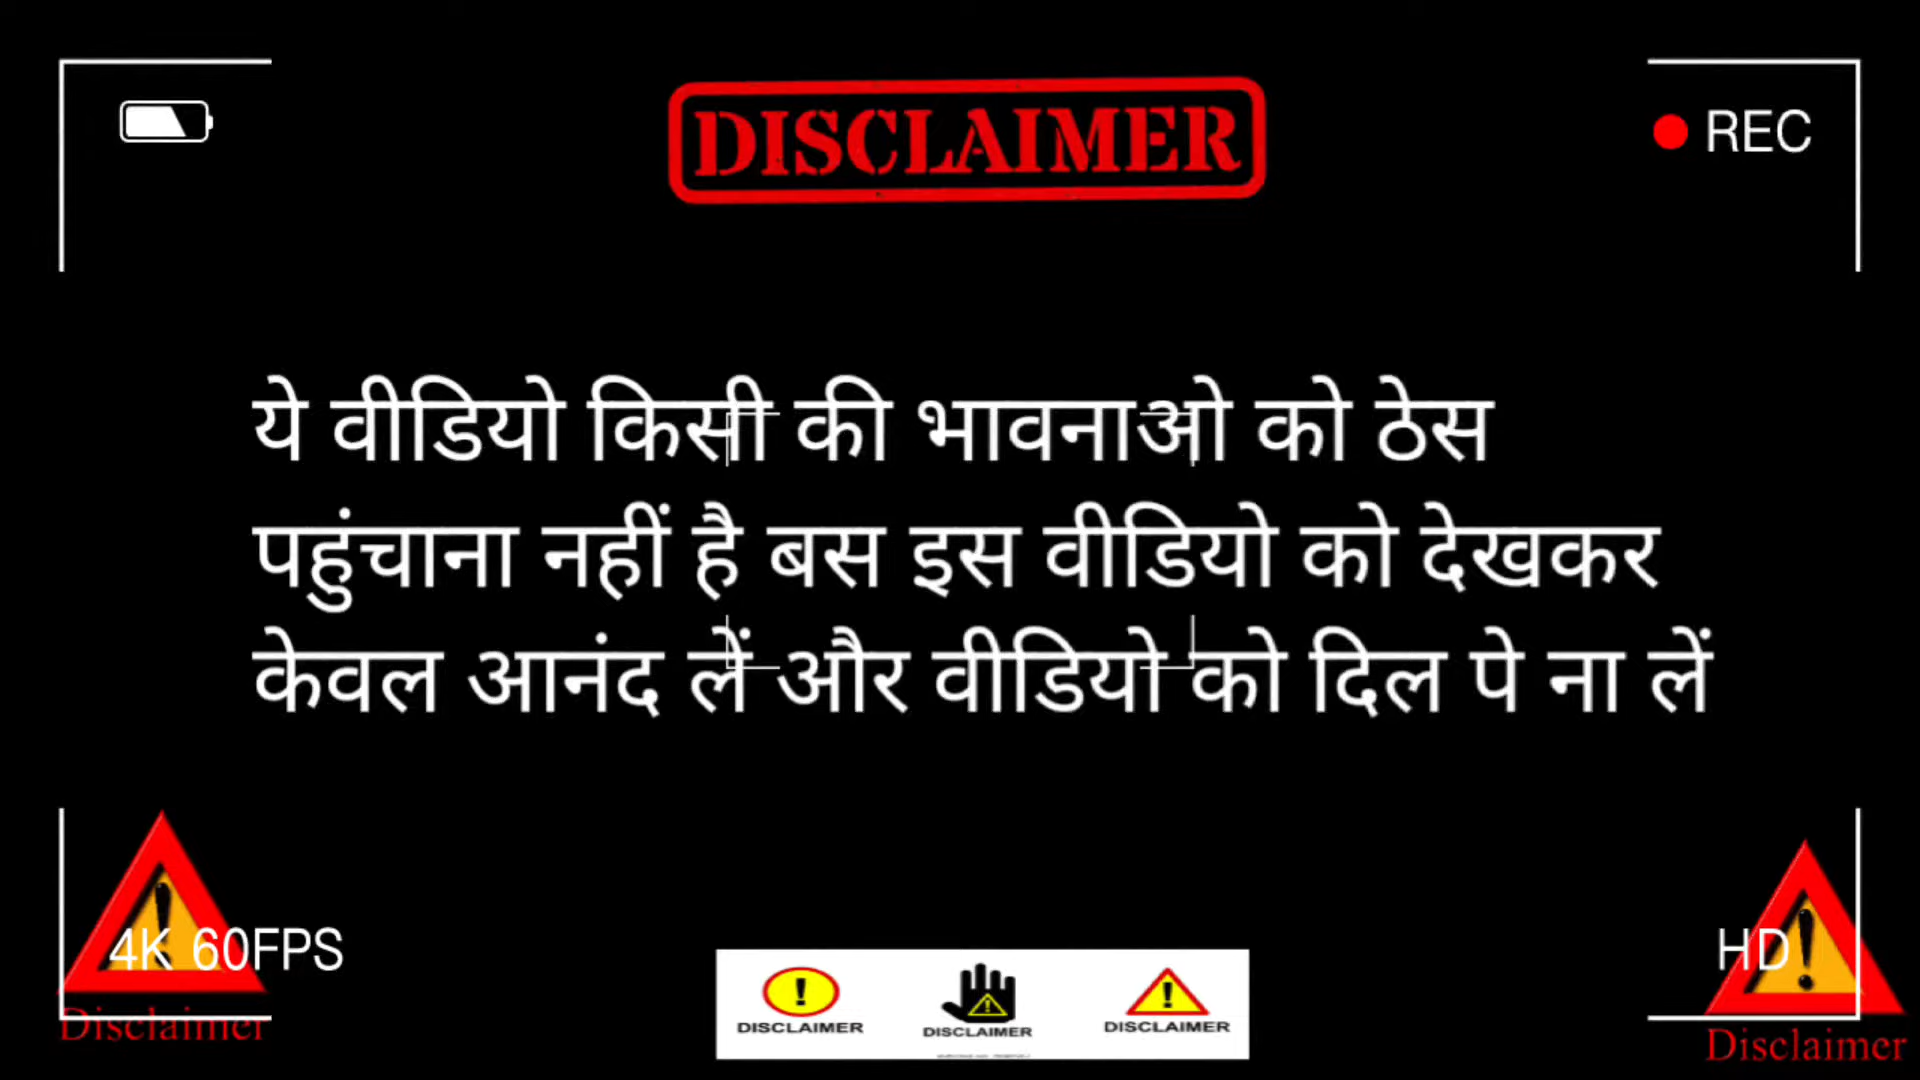 DISCLAIMER
REC
ये वीडियो किसी की भावनाओ को ठेस
पहुंचाना नहीं है बस इस वीडियो को देखकर
केवल आनंद लें और वीडियो को दिल पे ना लें
4K 60FPS
HD
Disclaimer
DISCLAIMER
DISCLAIMER
DISCLAIMER
Disclaimer